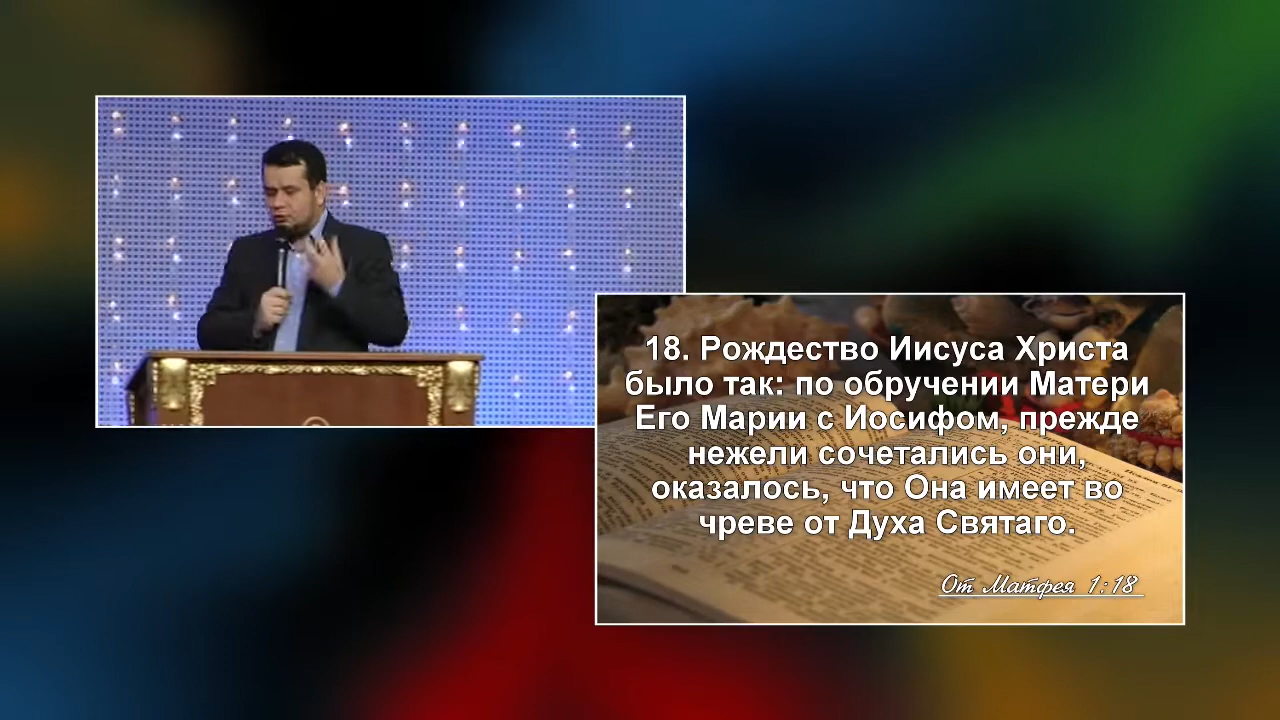 18. Рождество Иисуса Христа
было так: по обручении Матери
Его Марии с Иосифом, прежде
нежели сочетались они,
оказалось, что Она имеет во
чреве от Духа Святаго.
От Матфея 1:18